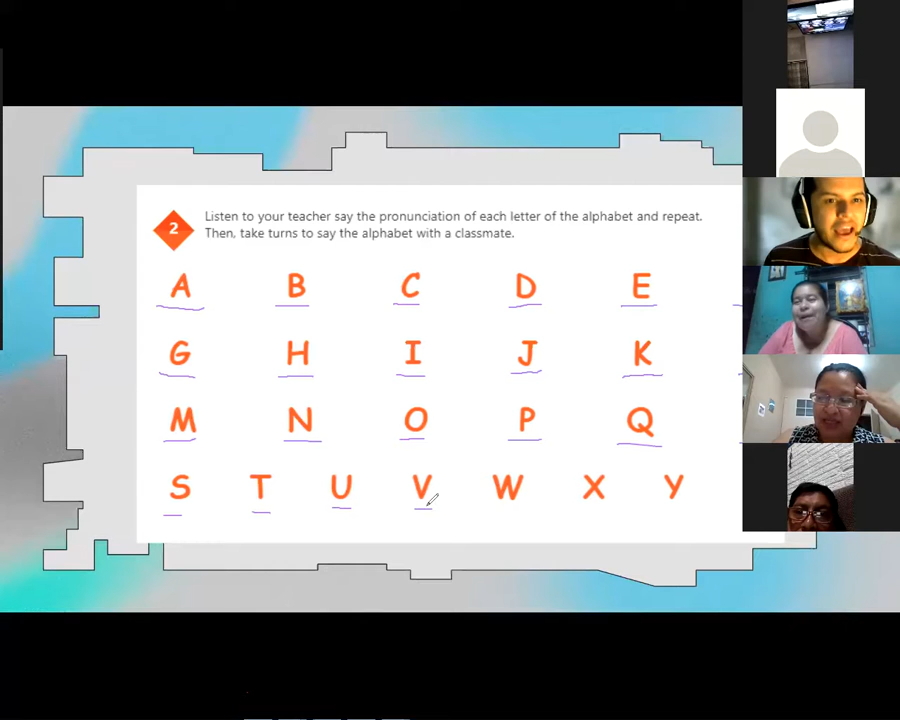 2
Listen to your teacher say the pronunciation of each letter of the alphabet and repeat.
Then, take turns to say the alphabet with a classmate.
A B C D E
G H I J K
M N O P Q
S T U V W X Y